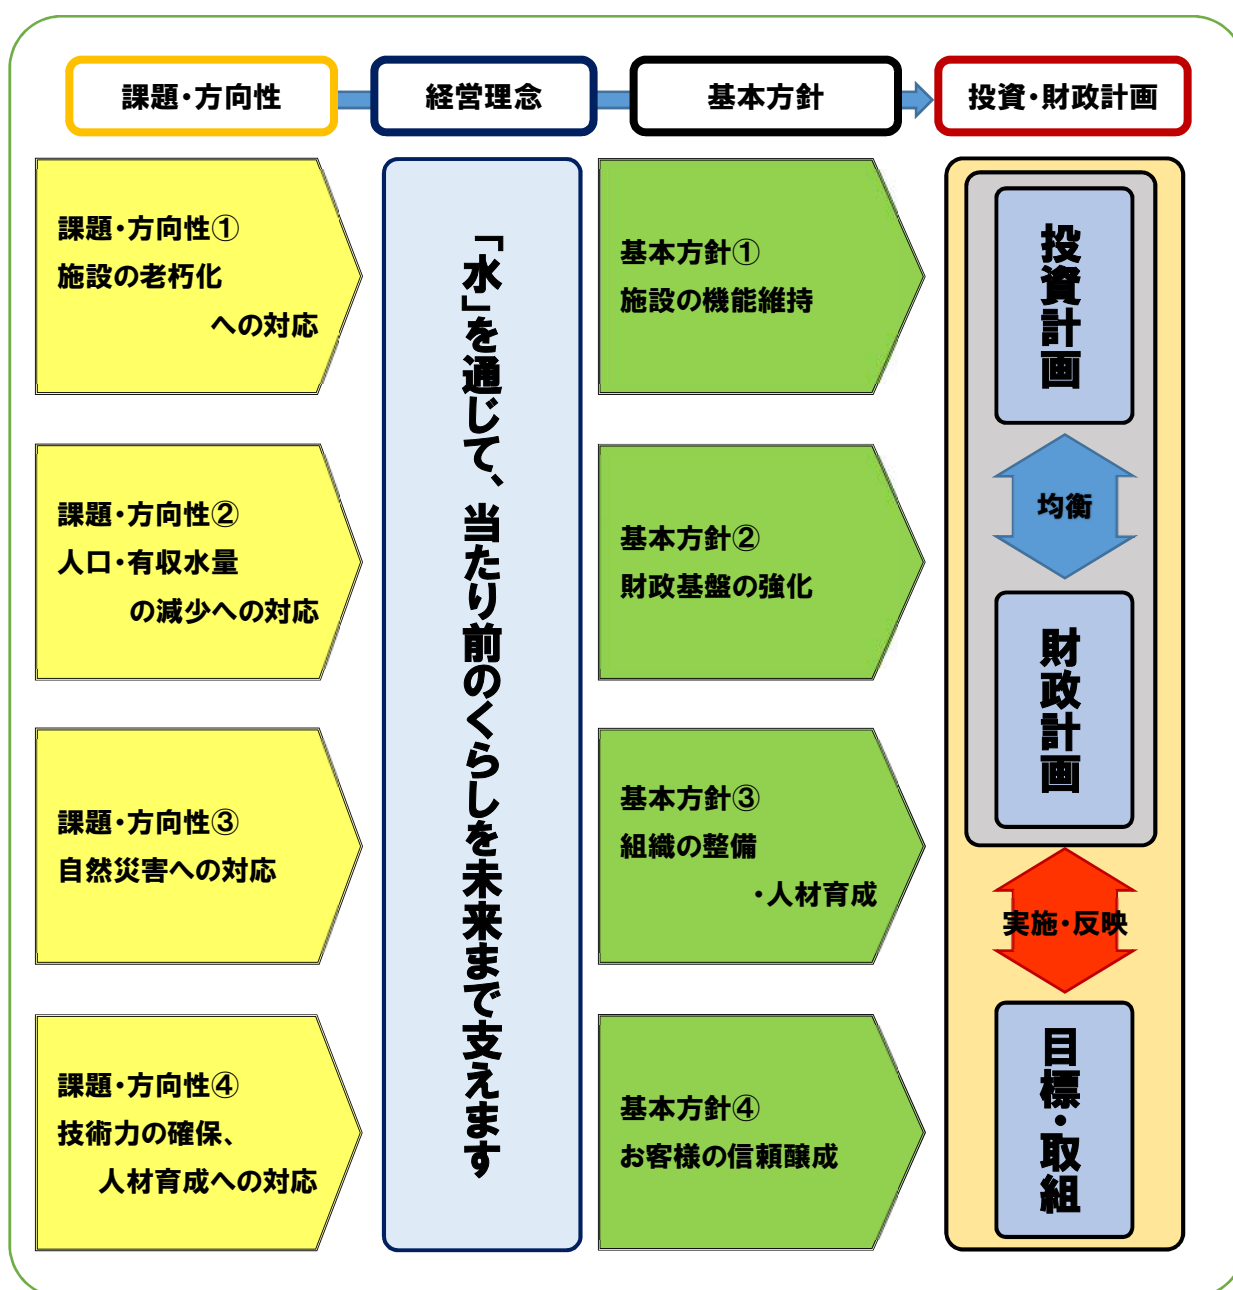 課題・方向性
経営理念
基本方針
投資・財政計画
課題・方向性①
施設の老朽化
への対応
課題・方向性②
人口・有収水量
の減少への対応
課題・方向性③
自然災害への対応
課題・方向性④
技術力の確保、
人材育成への対応
「水」を通じて、当たり前のくらしを未来まで支えます
基本方針①
施設の機能維持
基本方針②
財政基盤の強化
基本方針③
組織の整備
・人材育成
基本方針④
お客様の信頼醸成
投資計画
均衡
財政計画
実施・反映
目標・取組